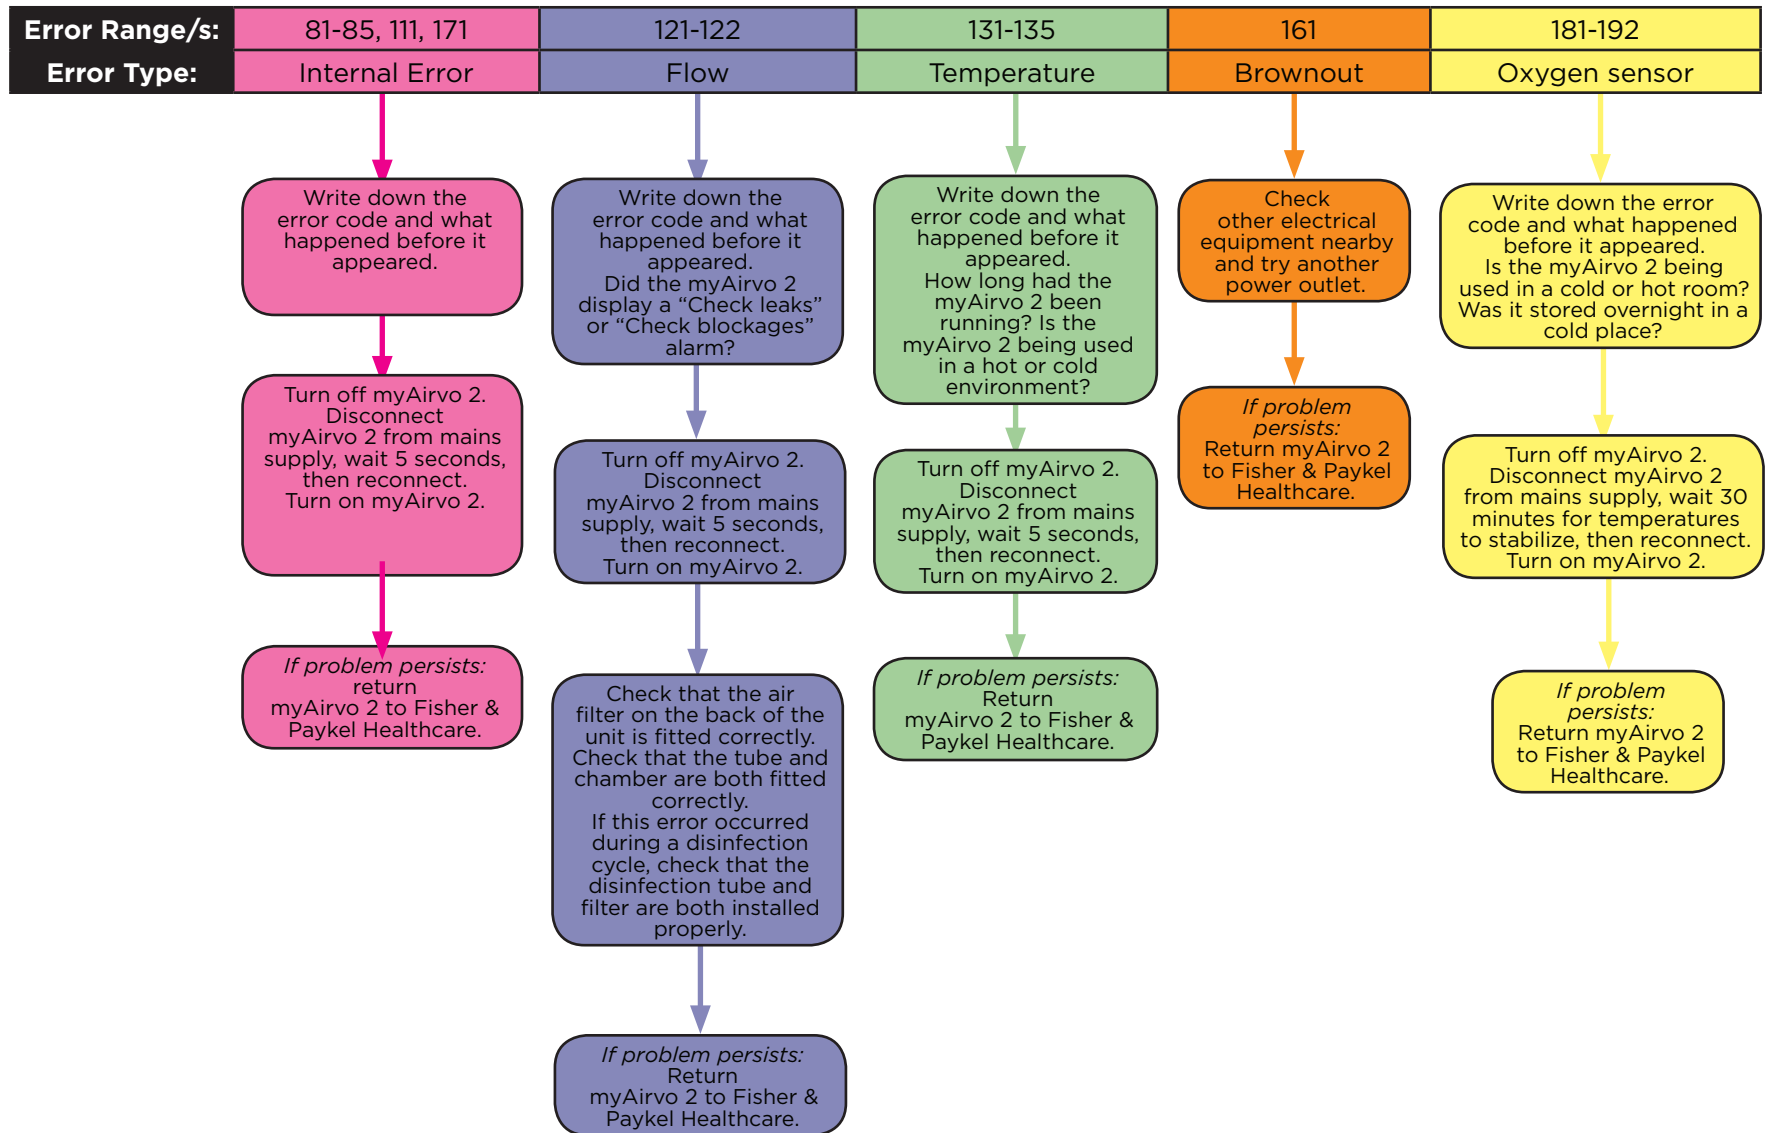 Error Range/s:
81-85, 111, 171
121-122
131-135
161
181-192
Error Type:
Internal Error
Flow
Temperature
Brownout
Oxygen sensor
Write down the
error code and what
happened before it
appeared.
Turn off myAirvo 2.
Disconnect
myAirvo 2 from mains
supply, wait 5 seconds,
then reconnect.
Turn on myAirvo 2.
If problem persists:
return
myAirvo 2 to Fisher &
Paykel Healthcare.
Write down the
error code and what
happened before it
appeared.
Did the myAirvo 2
display a “Check leaks”
or “Check blockages”
alarm?
Turn off myAirvo 2.
Disconnect
myAirvo 2 from mains
supply, wait 5 seconds,
then reconnect.
Turn on myAirvo 2.
Check that the air
filter on the back of the
unit is fitted correctly.
Check that the tube and
chamber are both fitted
correctly.
If this error occurred
during a disinfection
cycle, check that the
disinfection tube and
filter are both installed
properly.
If problem persists:
Return
myAirvo 2 to Fisher &
Paykel Healthcare.
Write down the
error code and what
happened before it
appeared.
How long had the
myAirvo 2 been
running? Is the
myAirvo 2 being used
in a hot or cold
environment?
Turn off myAirvo 2.
Disconnect
myAirvo 2 from mains
supply, wait 5 seconds,
then reconnect.
Turn on myAirvo 2.
If problem persists:
Return
myAirvo 2 to Fisher &
Paykel Healthcare.
Check
other electrical
equipment nearby
and try another
power outlet.
If problem
persists:
Return myAirvo 2
to Fisher & Paykel
Healthcare.
Write down the error
code and what happened
before it appeared.
Is the myAirvo 2 being
used in a cold or hot room?
Was it stored overnight in a
cold place?
Turn off myAirvo 2.
Disconnect myAirvo 2
from mains supply, wait 30
minutes for temperatures
to stabilize, then reconnect.
Turn on myAirvo 2.
If problem
persists:
Return myAirvo 2
to Fisher & Paykel
Healthcare.